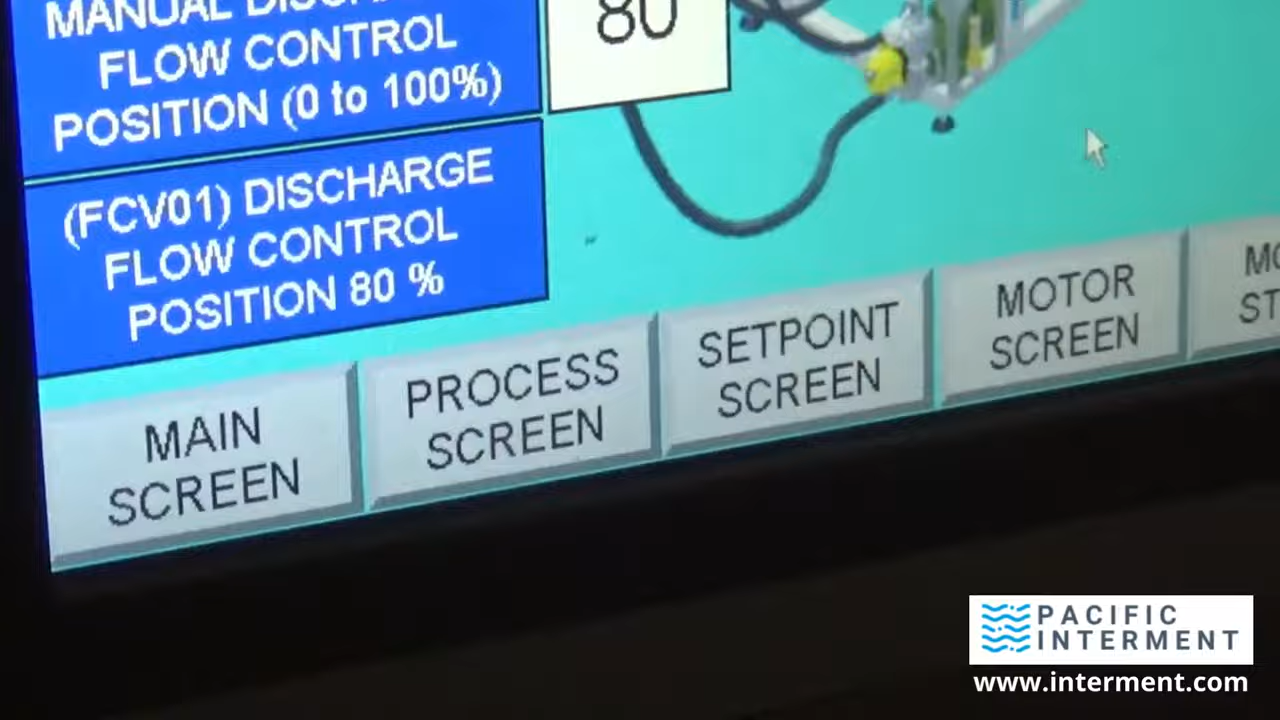 MANUAL
FLOW CONTROL
POSITION (0 to 100%)
80
(FCV01) DISCHARGE
FLOW CONTROL
POSITION 80 %
MAIN
SCREEN
PROCESS
SCREEN
SETPOINT
SCREEN
MOTOR
SCREEN
PACIFIC
INTERMENT
www.interment.com